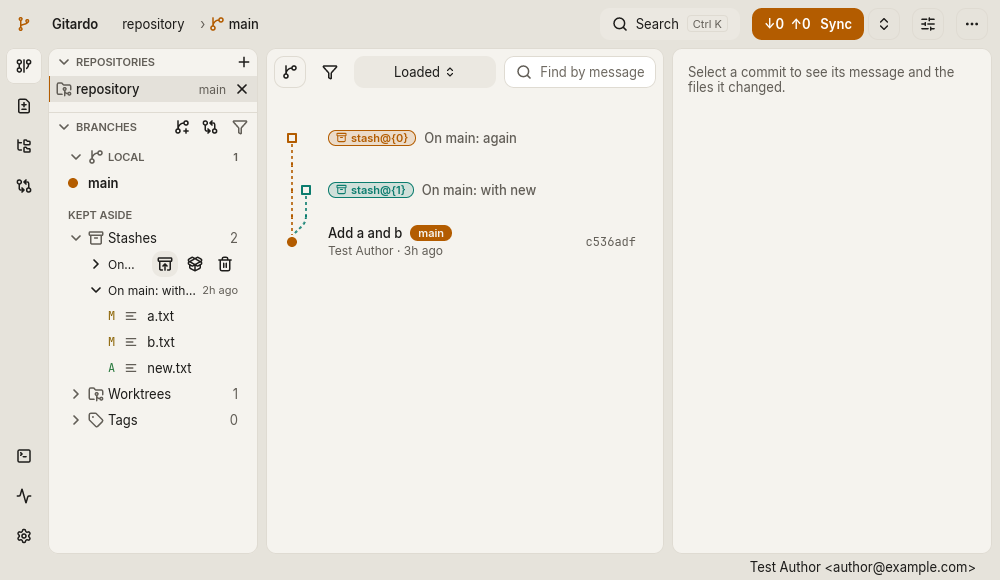 Gitardo repository main Search Ctrl K 0 0 Sync
REPOSITORIES
repository main
BRANCHES
LOCAL 1
main
KEPT ASIDE
Stashes 2
On...
On main: with... 2h ago
M a.txt
M b.txt
A new.txt
Worktrees 1
Tags 0
Loaded Find by message
stash@{0} On main: again
stash@{1} On main: with new
Add a and b main
Test Author · 3h ago c536adf
Select a commit to see its message and the
files it changed.
Test Author <author@example.com>